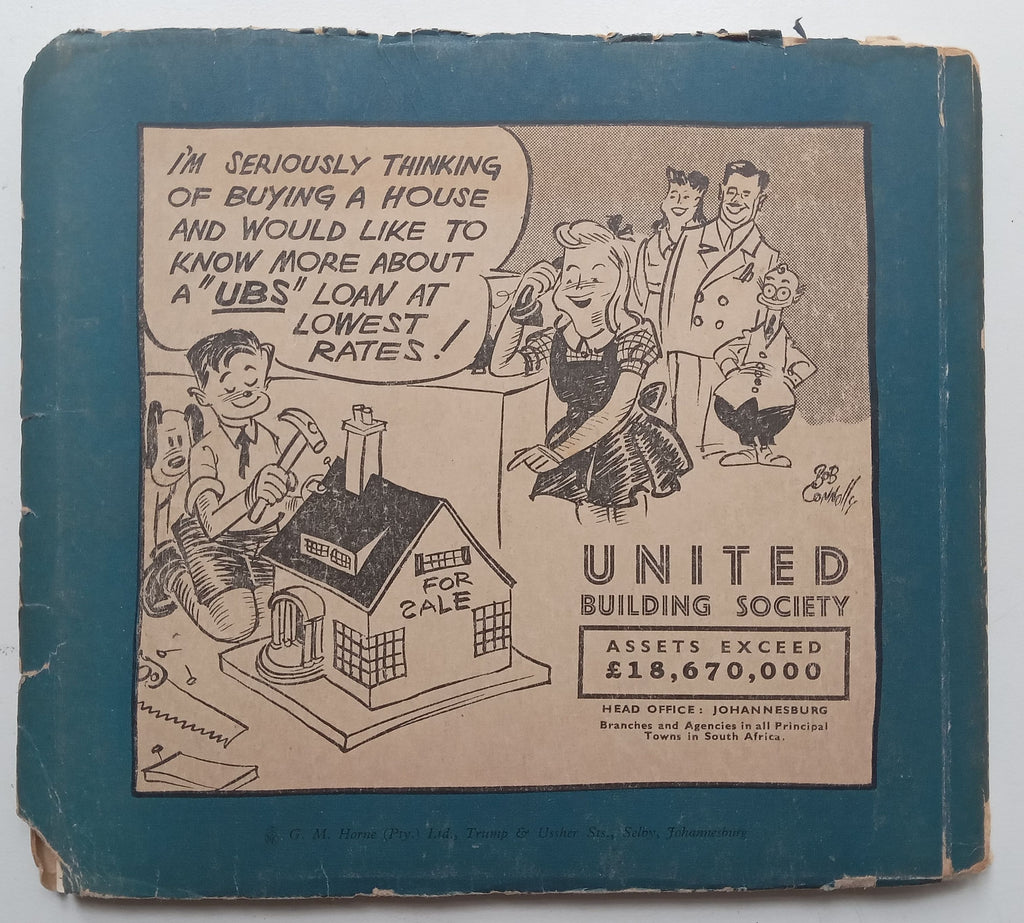 I'M SERIOUSLY THINKING
OF BUYING A HOUSE
AND WOULD LIKE TO
KNOW MORE ABOUT
A "UBS" LOAN AT
LOWEST
RATES!
FOR
SALE
BOB
CONNOLLY
UNITED
BUILDING SOCIETY
ASSETS EXCEED
£18,670,000
HEAD OFFICE: JOHANNESBURG
Branches and Agencies in all Principal
Towns in South Africa.
G. M. Horne (Pty.) Ltd., Trump & Ussher Sts., Selby, Johannesburg